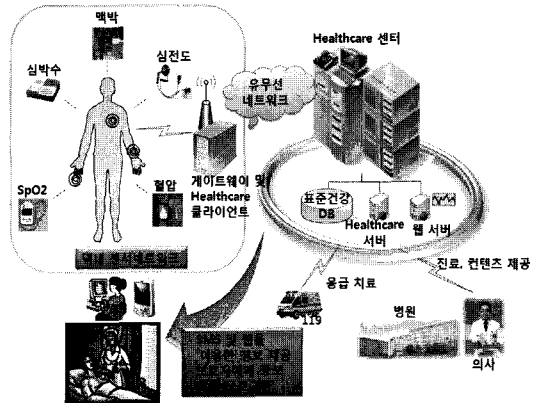 맥박
심박수
심전도
SpO2
혈압
게이트웨이 및
Healthcare
클라이언트
유무선
네트워크
Healthcare 센터
표준건강
DB
Healthcare
서버
웹 서버
응급 치료
119
진료, 컨텐츠 제공
병원
의사